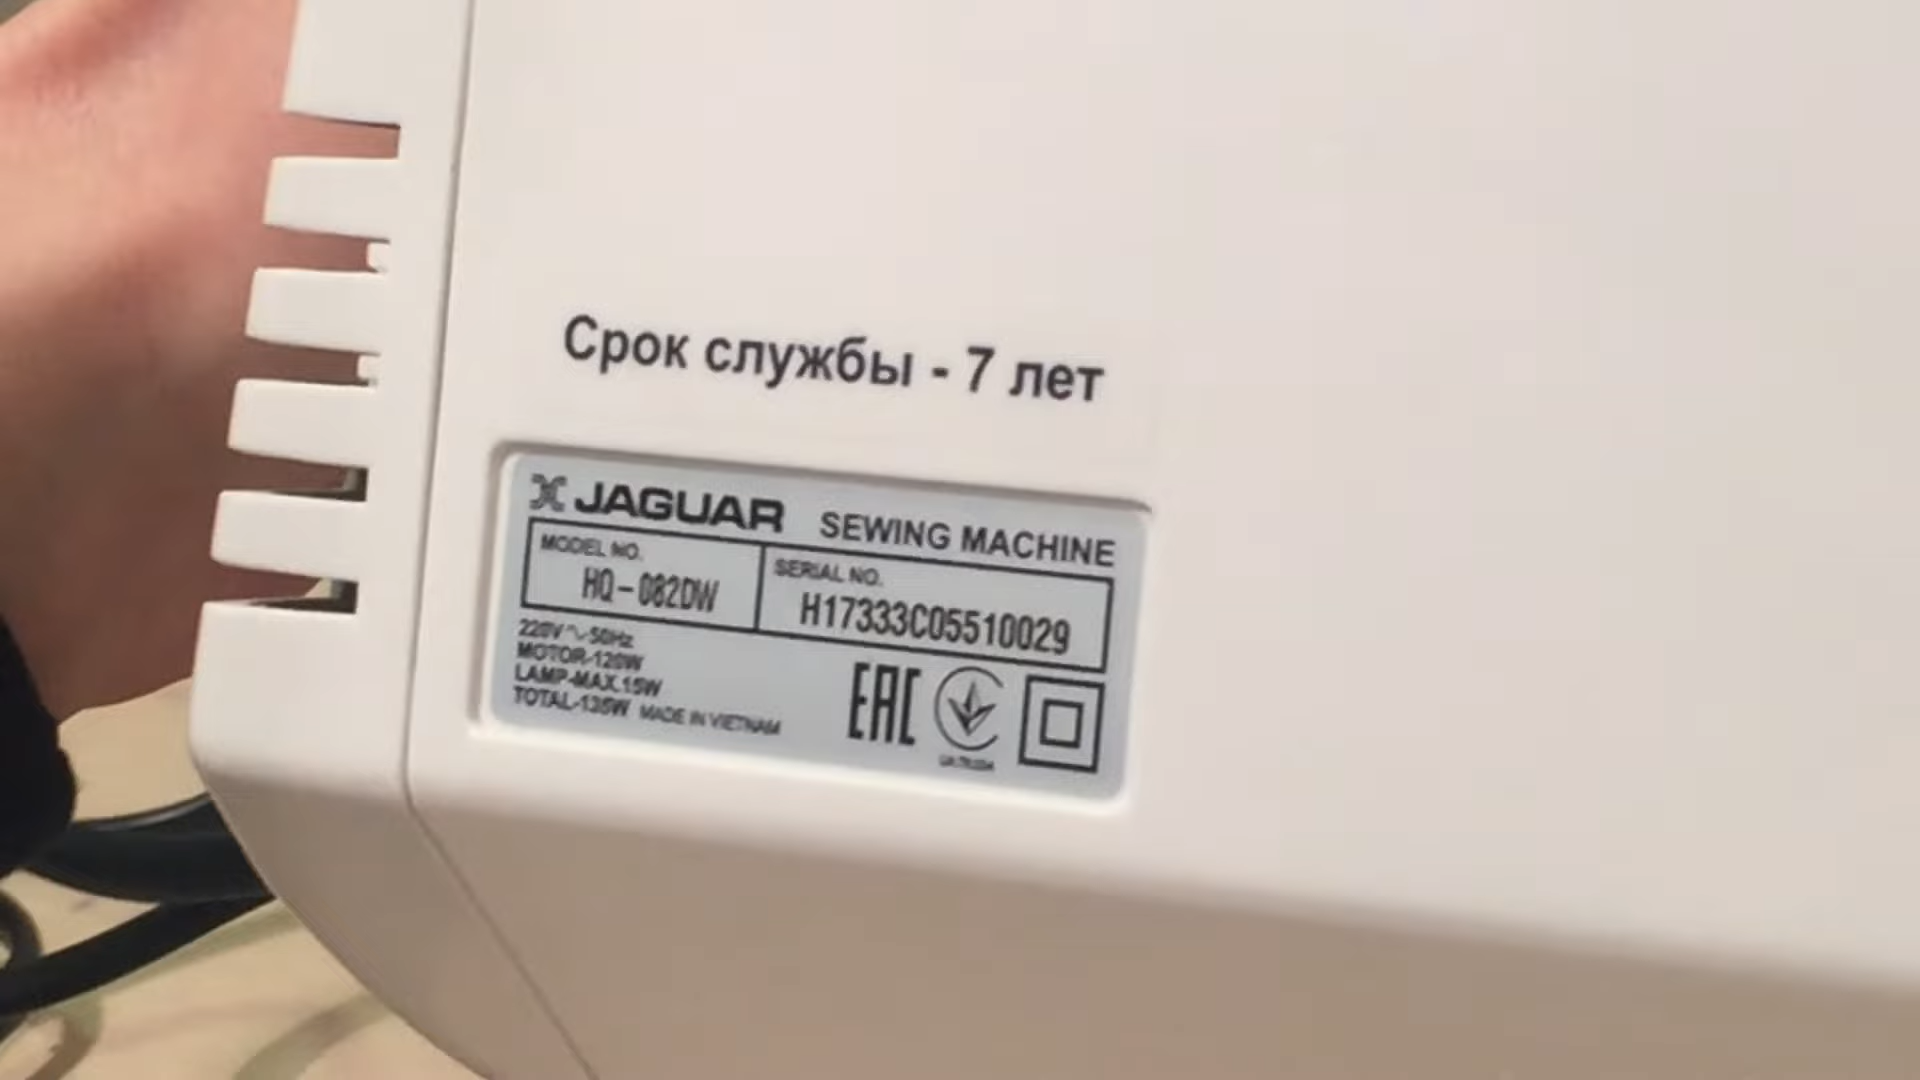 Срок службы - 7 лет
JAGUAR SEWING MACHINE
MODEL NO. SERIAL NO.
HQ-082DW H17333C05510029
220V ~ 50Hz
MOTOR-120W
LAMP-MAX.15W
TOTAL-135W MADE IN VIETNAM
EAC